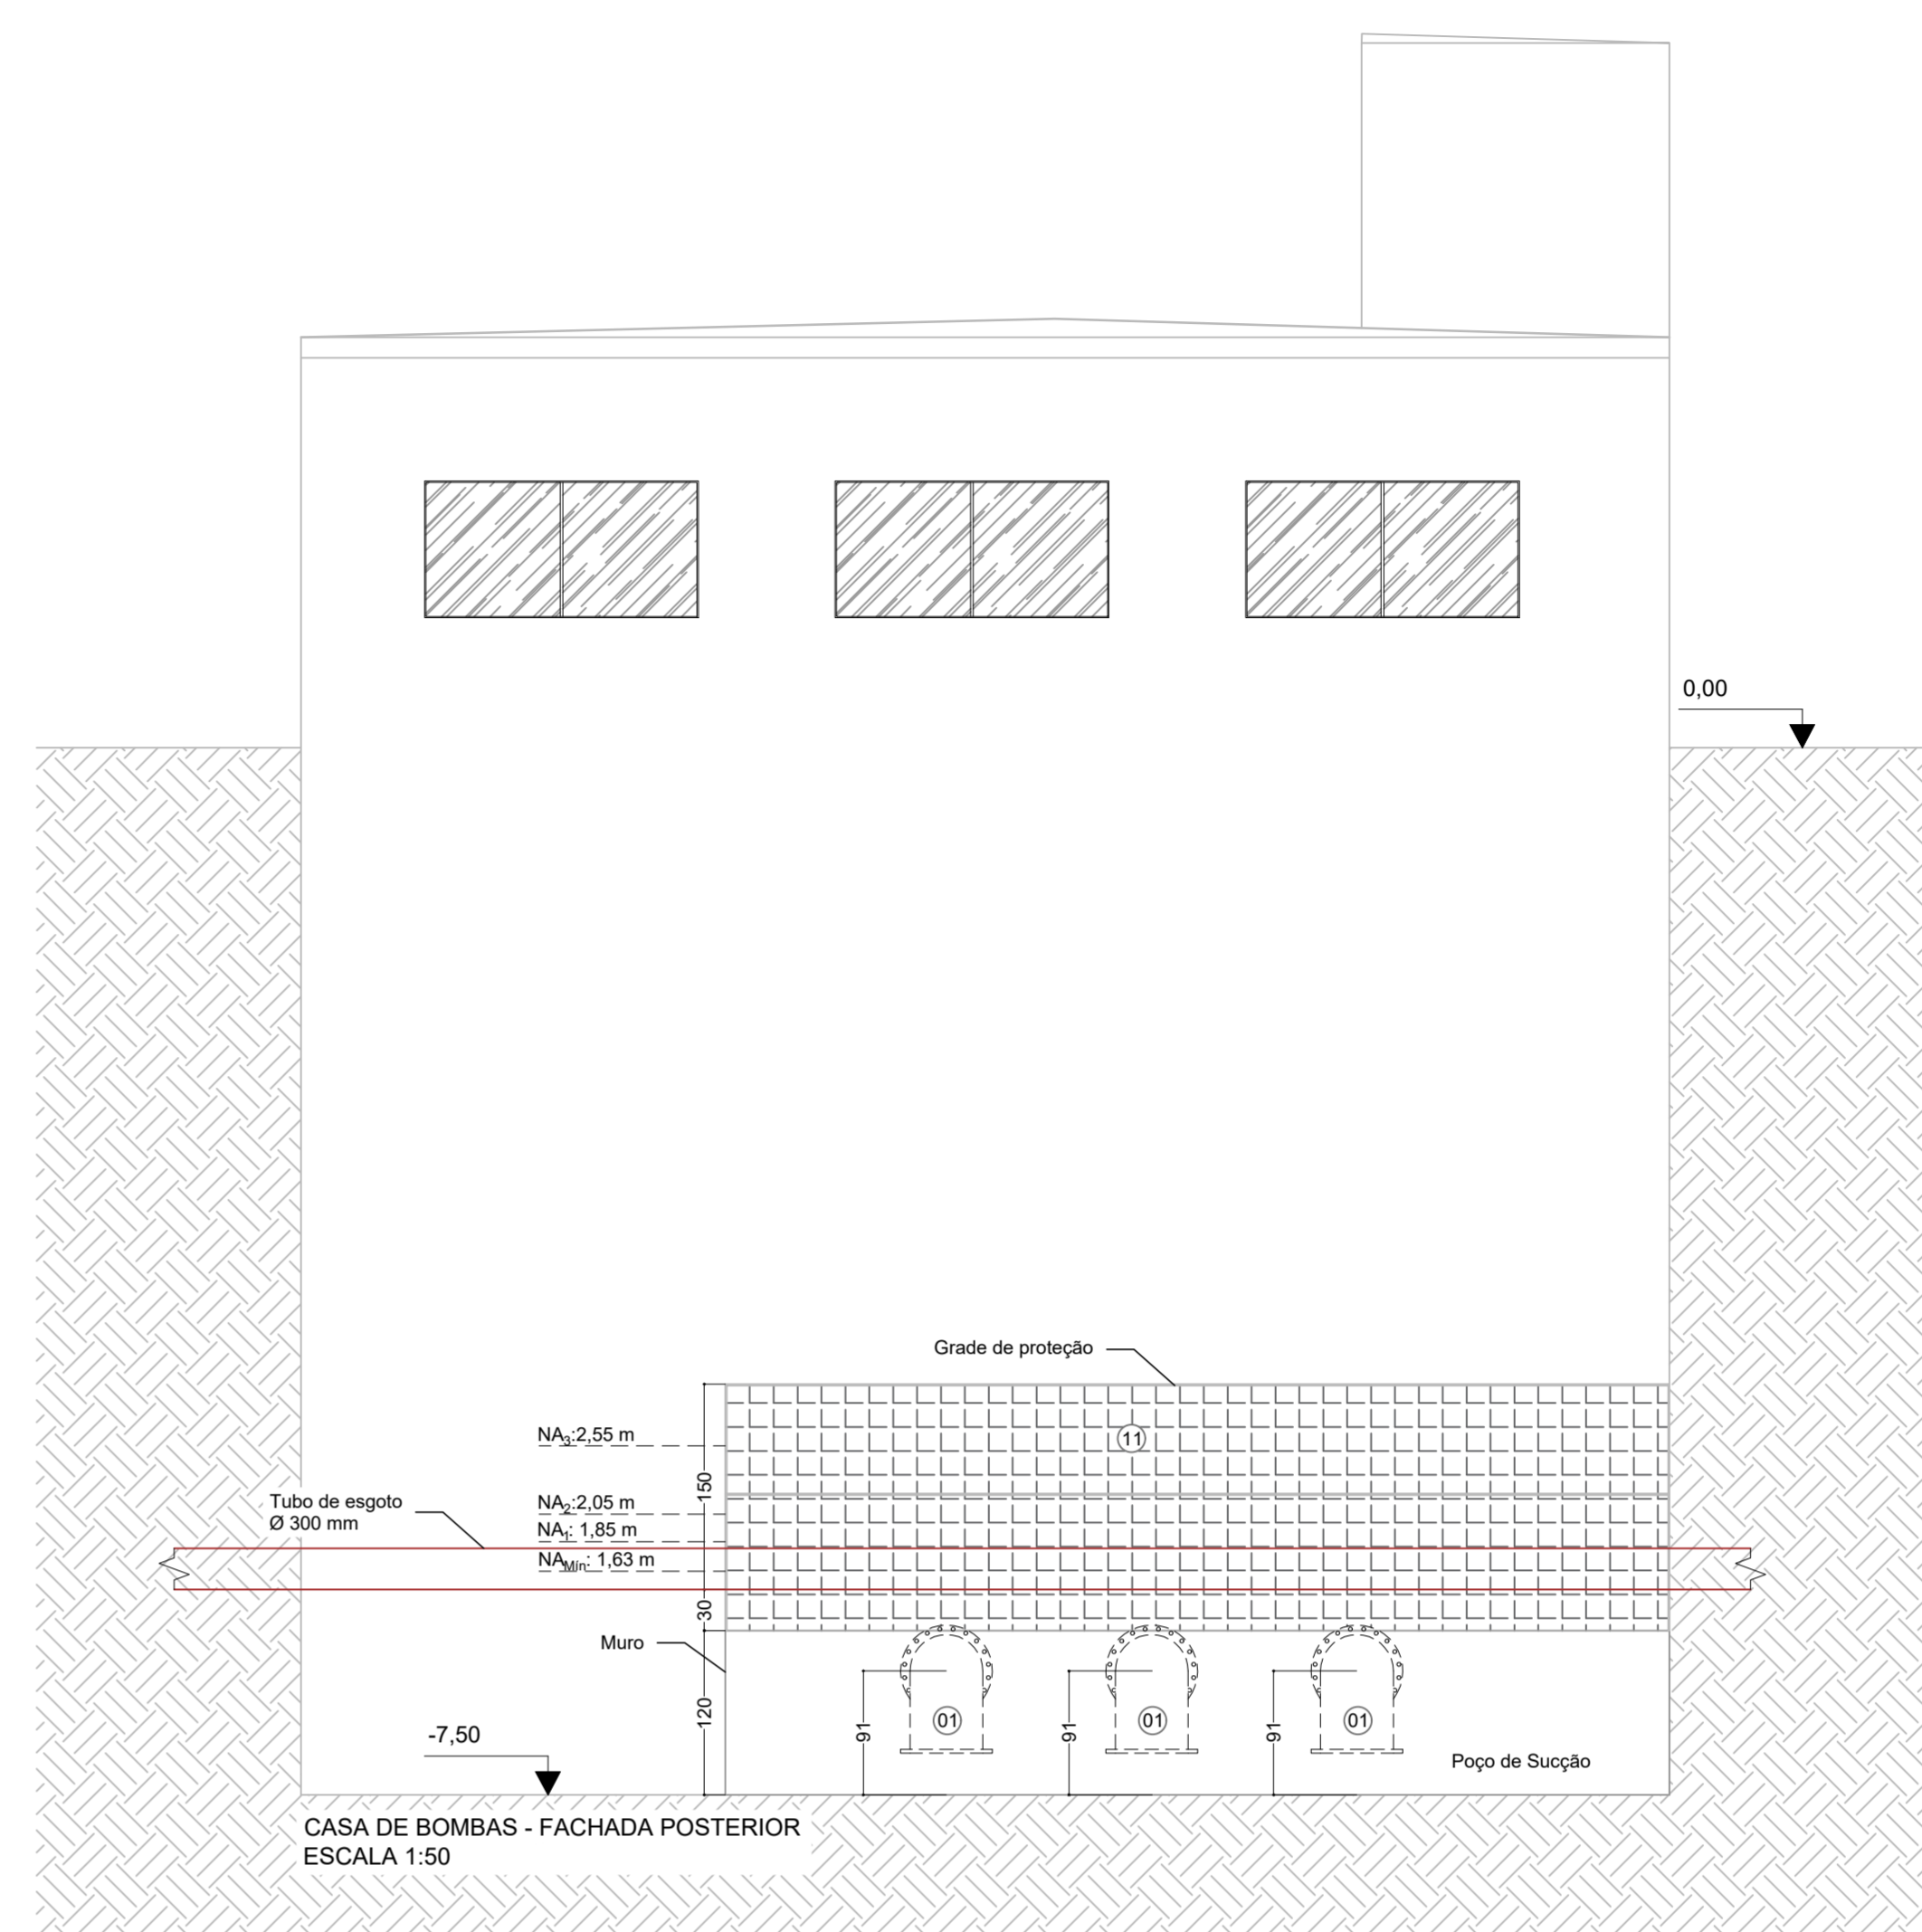 0,00
Grade de proteção
11
NA3:2,55 m
150
NA2:2,05 m
Tubo de esgoto
Ø 300 mm
NA1: 1,85 m
NAMín: 1,63 m
30
Muro
120
91
01
91
01
91
01
-7,50
Poço de Sucção
CASA DE BOMBAS - FACHADA POSTERIOR
ESCALA 1:50